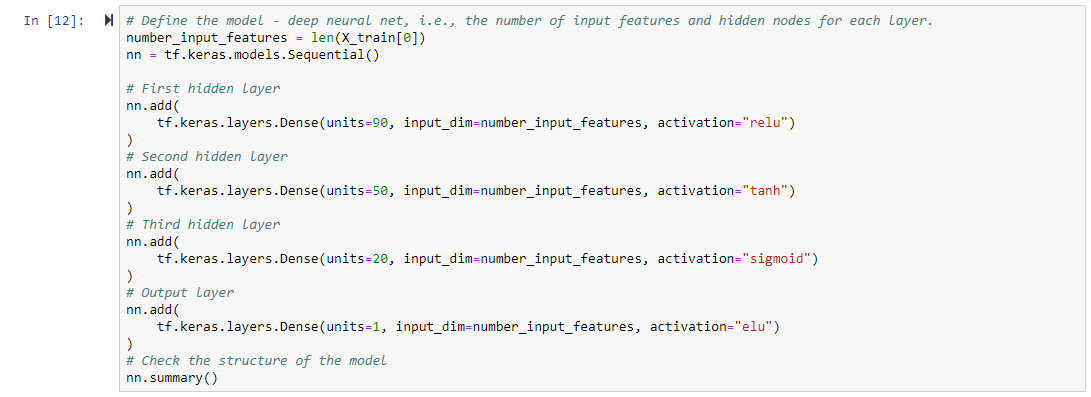 In [12]:
# Define the model - deep neural net, i.e., the number of input features and hidden nodes for each layer.
number_input_features = len(X_train[0])
nn = tf.keras.models.Sequential()
# First hidden layer
nn.add(
tf.keras.layers.Dense(units=90, input_dim=number_input_features, activation="relu")
)
# Second hidden layer
nn.add(
tf.keras.layers.Dense(units=50, input_dim=number_input_features, activation="tanh")
)
# Third hidden layer
nn.add(
tf.keras.layers.Dense(units=20, input_dim=number_input_features, activation="sigmoid")
)
# Output layer
nn.add(
tf.keras.layers.Dense(units=1, input_dim=number_input_features, activation="elu")
)
# Check the structure of the model
nn.summary()